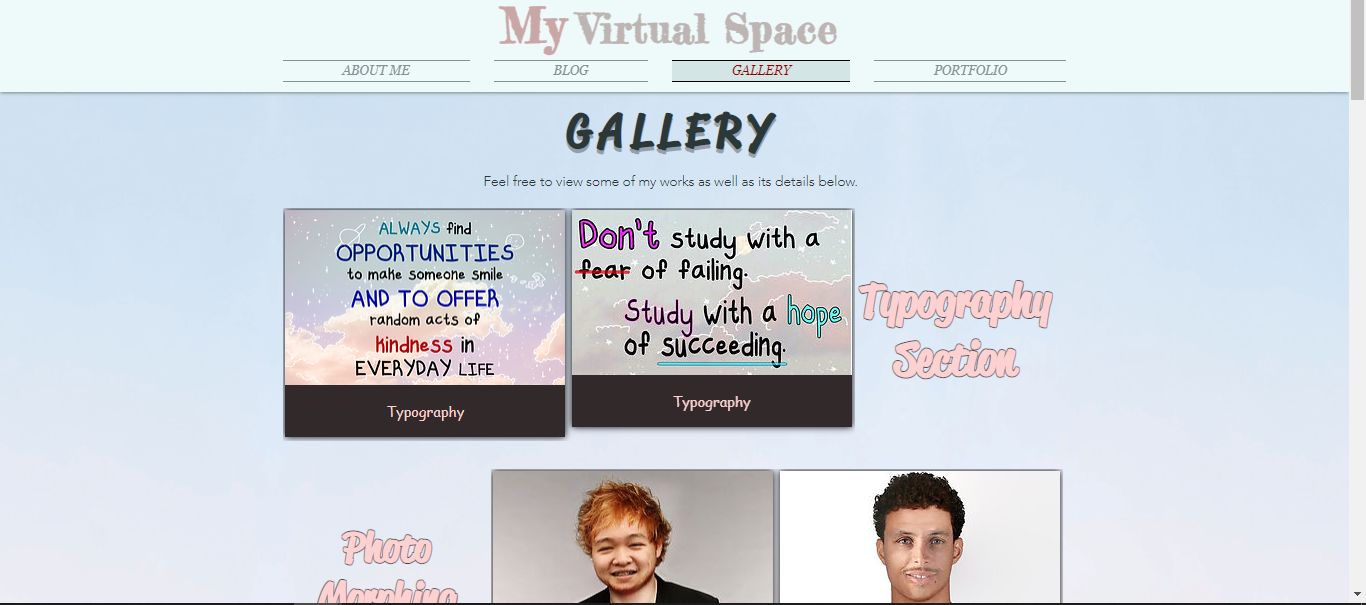 My Virtual Space
ABOUT ME
BLOG
GALLERY
PORTFOLIO
GALLERY
Feel free to view some of my works as well as its details below.
ALWAYS find
OPPORTUNITIES
to make someone smile
AND TO OFFER
random acts of
kindness in
EVERYDAY LIFE
Typography
Don't study with a
fear of failing.
Study with a hope
of succeeding.
Typography
Typography
Section
Photo
Morphing